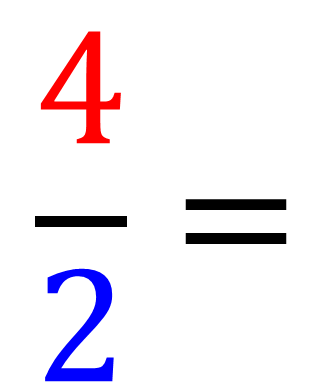 4
— =
2